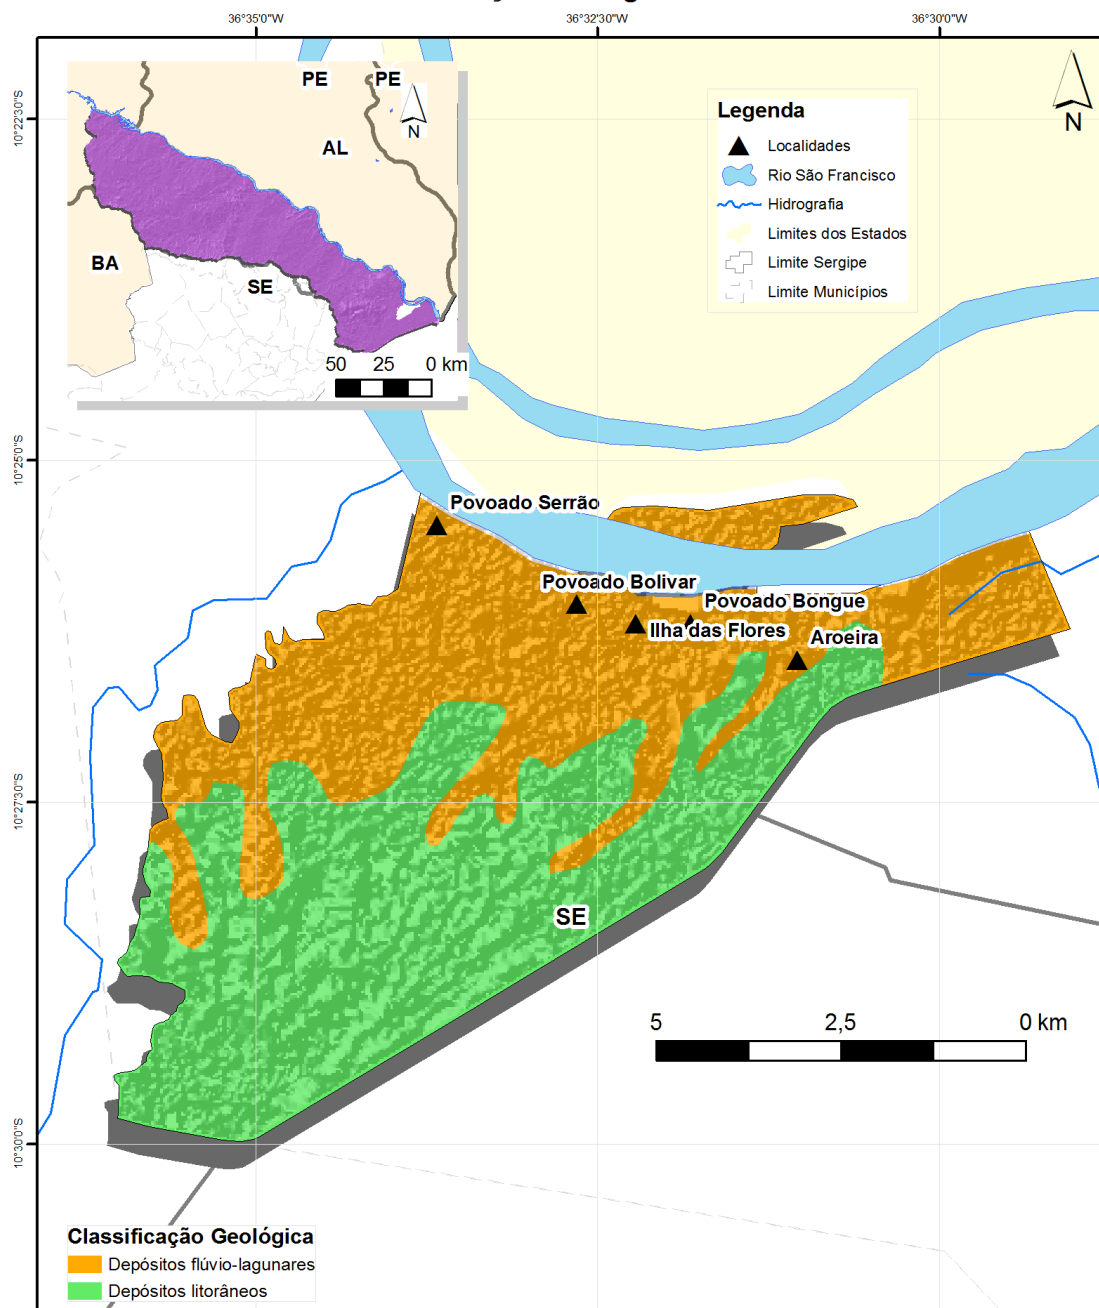 36°35'0"W
36°32'30"W
36°30'0"W
10°22'30"S
10°25'0"S
10°27'30"S
10°30'0"S
PE
PE
N
AL
BA
SE
50 25 0 km
N
Legenda
Localidades
Rio São Francisco
Hidrografia
Limites dos Estados
Limite Sergipe
Limite Municípios
Povoado Serrão
Povoado Bolivar
Povoado Bongue
Ilha das Flores
Aroeira
SE
5 2,5 0 km
Classificação Geológica
Depósitos flúvio-lagunares
Depósitos litorâneos